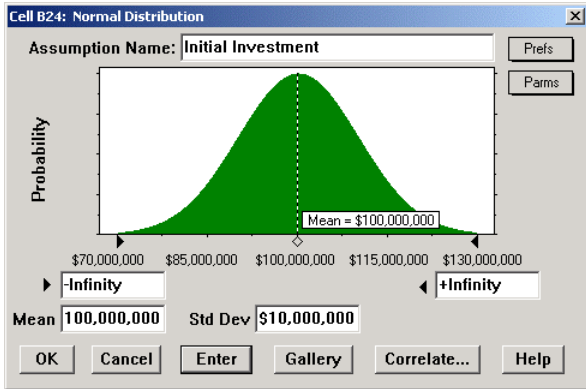 Cell B24: Normal Distribution
Assumption Name: Initial Investment
Prefs
Parms
Probability
Mean = $100,000,000
$70,000,000 $85,000,000 $100,000,000 $115,000,000 $130,000,000
-Infinity +Infinity
Mean 100,000,000 Std Dev $10,000,000
OK Cancel Enter Gallery Correlate... Help